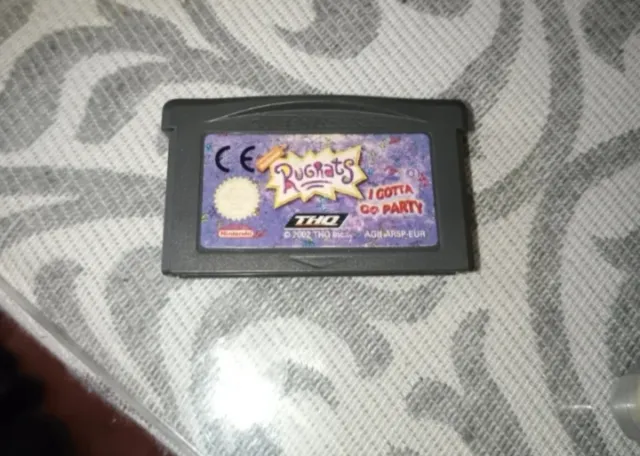 CE
RUGRATS
I GOTTA
GO PARTY
THQ
Nintendo
© 2002 THQ Inc.
AGB-ARSP-EUR